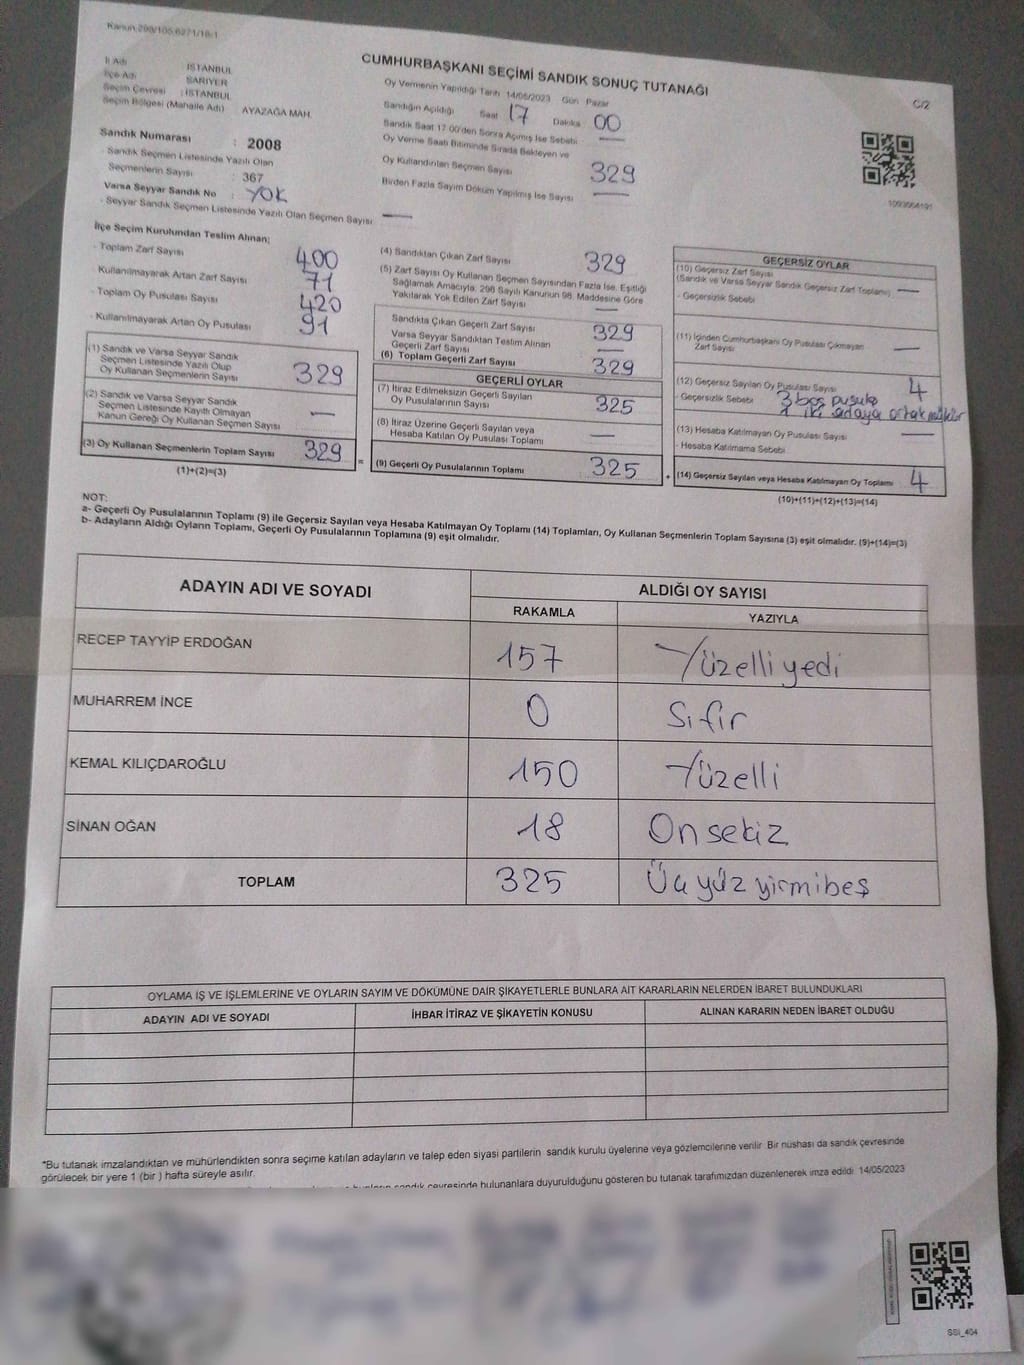 Kanun:298/105,6271/18-1
CUMHURBAŞKANI SEÇİMİ SANDIK SONUÇ TUTANAĞI
C/2
İl Adı : İSTANBUL
İlçe Adı : SARIYER
Seçim Çevresi : İSTANBUL
Seçim Bölgesi (Mahalle Adı) : AYAZAĞA MAH.
Sandık Numarası : 2008
- Sandık Seçmen Listesinde Yazılı Olan
Seçmenlerin Sayısı : 367
Varsa Seyyar Sandık No : YOK
- Seyyar Sandık Seçmen Listesinde Yazılı Olan Seçmen Sayısı: —
Oy Vermenin Yapıldığı Tarih 14/05/2023 Gün Pazar
Sandığın Açıldığı Saat 17 Dakika 00
Sandık Saat 17:00'den Sonra Açılmış İse Sebebi —
Oy Verme Saati Bitiminde Sırada Bekleyen ve
Oy Kullandırılan Seçmen Sayısı 329
Birden Fazla Sayım Döküm Yapılmış İse Sayısı —
1093664191
İlçe Seçim Kurulundan Teslim Alınan;
- Toplam Zarf Sayısı 400
Kullanılmayarak Artan Zarf Sayısı 71
- Toplam Oy Pusulası Sayısı 420
- Kullanılmayarak Artan Oy Pusulası 91
(1) Sandık ve Varsa Seyyar Sandık
Seçmen Listesinde Yazılı Olup
Oy Kullanan Seçmenlerin Sayısı 329
(2) Sandık ve Varsa Seyyar Sandık
Seçmen Listesinde Kayıtlı Olmayan
Kanun Gereği Oy Kullanan Seçmen Sayısı —
(3) Oy Kullanan Seçmenlerin Toplam Sayısı 329
(1)+(2)=(3)
=
(4) Sandıktan Çıkan Zarf Sayısı 329
(5) Zarf Sayısı Oy Kullanan Seçmen Sayısından Fazla İse, Eşitliği
Sağlamak Amacıyla; 298 Sayılı Kanunun 98. Maddesine Göre
Yakılarak Yok Edilen Zarf Sayısı —
Sandıkta Çıkan Geçerli Zarf Sayısı 329
Varsa Seyyar Sandıktan Teslim Alınan
Geçerli Zarf Sayısı —
(6) Toplam Geçerli Zarf Sayısı 329
GEÇERLİ OYLAR
(7) İtiraz Edilmeksizin Geçerli Sayılan
Oy Pusulalarının Sayısı 325
(8) İtiraz Üzerine Geçerli Sayılan veya
Hesaba Katılan Oy Pusulası Toplamı —
(9) Geçerli Oy Pusulalarının Toplamı 325
+
GEÇERSİZ OYLAR
(10) Geçersiz Zarf Sayısı
(Sandık ve Varsa Seyyar Sandık Geçersiz Zarf Toplamı) —
- Geçersizlik Sebebi
(11) İçinden Cumhurbaşkanı Oy Pusulası Çıkmayan
Zarf Sayısı —
(12) Geçersiz Sayılan Oy Pusulası Sayısı 4
- Geçersizlik Sebebi 3 boş pusula
1 iki adaya ortak mühür
(13) Hesaba Katılmayan Oy Pusulası Sayısı —
- Hesaba Katılmama Sebebi
(14) Geçersiz Sayılan veya Hesaba Katılmayan Oy Toplamı 4
(10)+(11)+(12)+(13)=(14)
NOT:
a- Geçerli Oy Pusulalarının Toplamı (9) ile Geçersiz Sayılan veya Hesaba Katılmayan Oy Toplamı (14) Toplamları, Oy Kullanan Seçmenlerin Toplam Sayısına (3) eşit olmalıdır. (9)+(14)=(3)
b- Adayların Aldığı Oyların Toplamı, Geçerli Oy Pusulalarının Toplamına (9) eşit olmalıdır.
ADAYIN ADI VE SOYADI ALDIĞI OY SAYISI
RAKAMLA YAZIYLA
RECEP TAYYİP ERDOĞAN 157 Yüzelli yedi
MUHARREM İNCE 0 Sıfır
KEMAL KILIÇDAROĞLU 150 Yüzelli
SİNAN OĞAN 18 On sekiz
TOPLAM 325 Üç yüz yirmibeş
OYLAMA İŞ VE İŞLEMLERİNE VE OYLARIN SAYIM VE DÖKÜMÜNE DAİR ŞİKAYETLERLE BUNLARA AİT KARARLARIN NELERDEN İBARET BULUNDUKLARI
ADAYIN ADI VE SOYADI İHBAR İTİRAZ VE ŞİKAYETİN KONUSU ALINAN KARARIN NEDEN İBARET OLDUĞU
*Bu tutanak imzalandıktan ve mühürlendikten sonra seçime katılan adayların ve talep eden siyasi partilerin sandık kurulu üyelerine veya gözlemcilerine verilir. Bir nüshası da sandık çevresinde
görülecek bir yere 1 (bir ) hafta süreyle asılır.
sandık çevresinde bulunanlara duyurulduğunu gösteren bu tutanak tarafımızdan düzenlenerek imza edildi. 14/05/2023
SSI_404